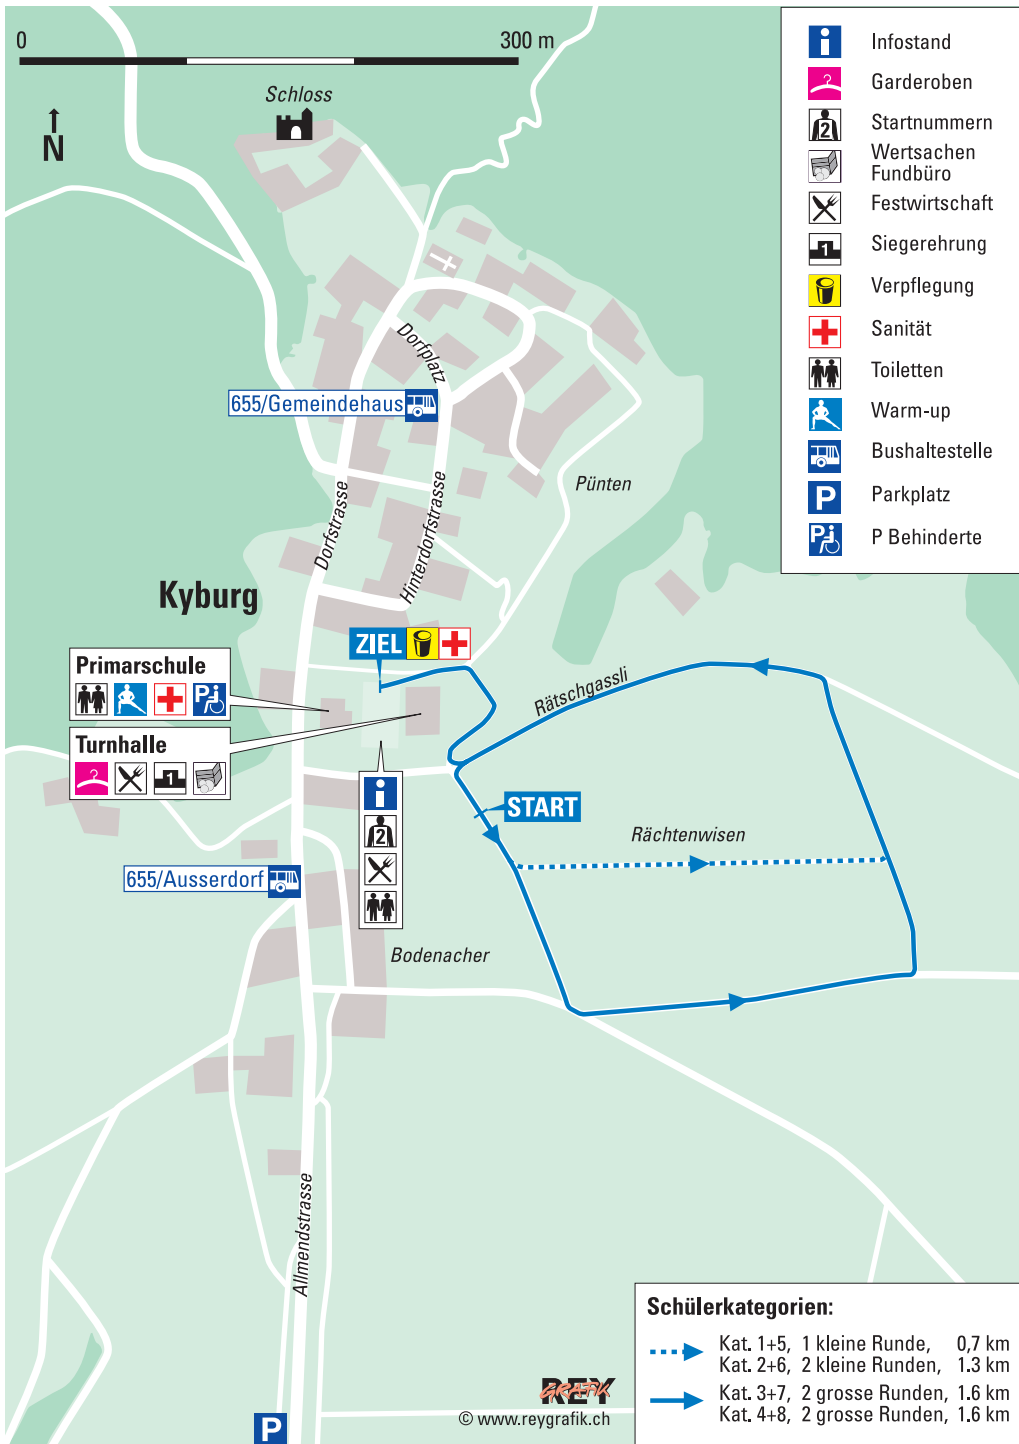 0 300 m
Schloss
N
Dorfplatz
655/Gemeindehaus
Dorfstrasse
Hinterdorfstrasse
Pünten
Kyburg
ZIEL
Primarschule
P
Turnhalle
1
Rätschgassli
i
2
START
Rächtenwisen
655/Ausserdorf
Bodenacher
Allmendstrasse
P
i Infostand
Garderoben
2 Startnummern
Wertsachen
Fundbüro
Festwirtschaft
1 Siegerehrung
Verpflegung
Sanität
Toiletten
Warm-up
Bushaltestelle
P Parkplatz
P P Behinderte
Schülerkategorien:
Kat. 1+5, 1 kleine Runde, 0,7 km
Kat. 2+6, 2 kleine Runden, 1.3 km
Kat. 3+7, 2 grosse Runden, 1.6 km
Kat. 4+8, 2 grosse Runden, 1.6 km
REY
GRAFIK
© www.reygrafik.ch